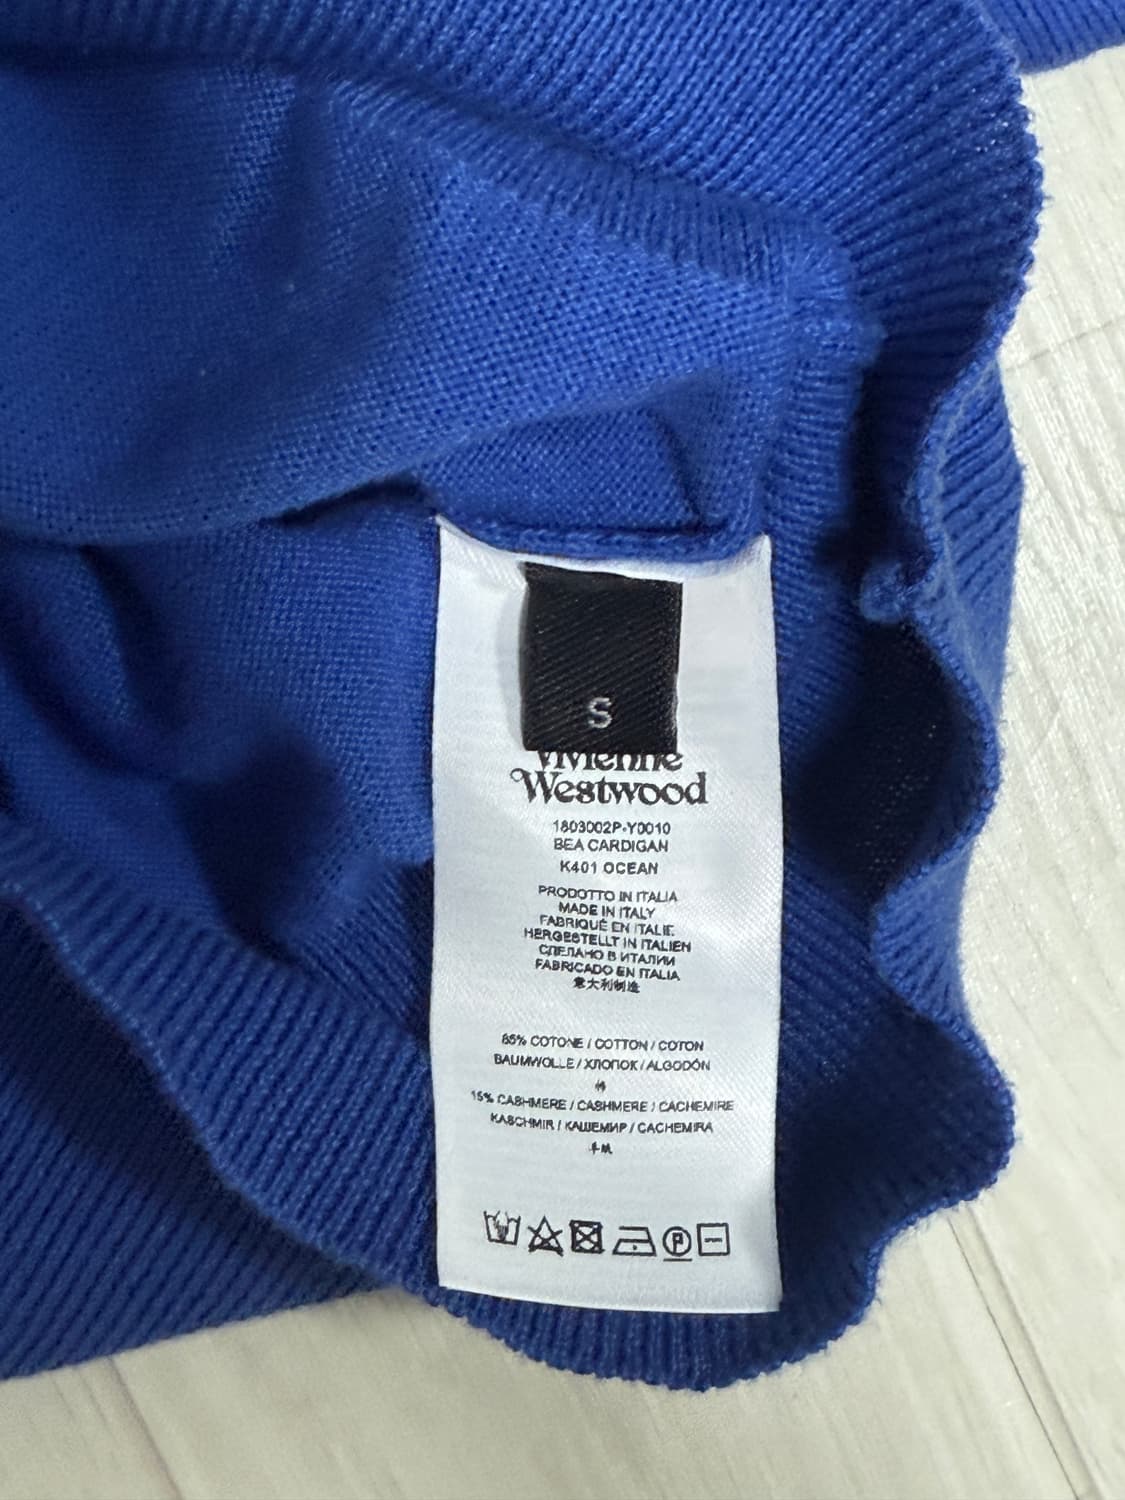 S
Vivienne
Westwood
1803002P-Y0010
BEA CARDIGAN
K401 OCEAN
PRODOTTO IN ITALIA
MADE IN ITALY
FABRIQUÉ EN ITALIE
HERGESTELLT IN ITALIEN
СДЕЛАНО В ИТАЛИИ
FABRICADO EN ITALIA
意大利制造
85% COTONE / COTTON / COTON
BAUMWOLLE / ХЛОПОК / ALGODÓN
棉
15% CASHMERE / CASHMERE / CACHEMIRE
KASCHMIR / КАШЕМИР / CACHEMIRA
P